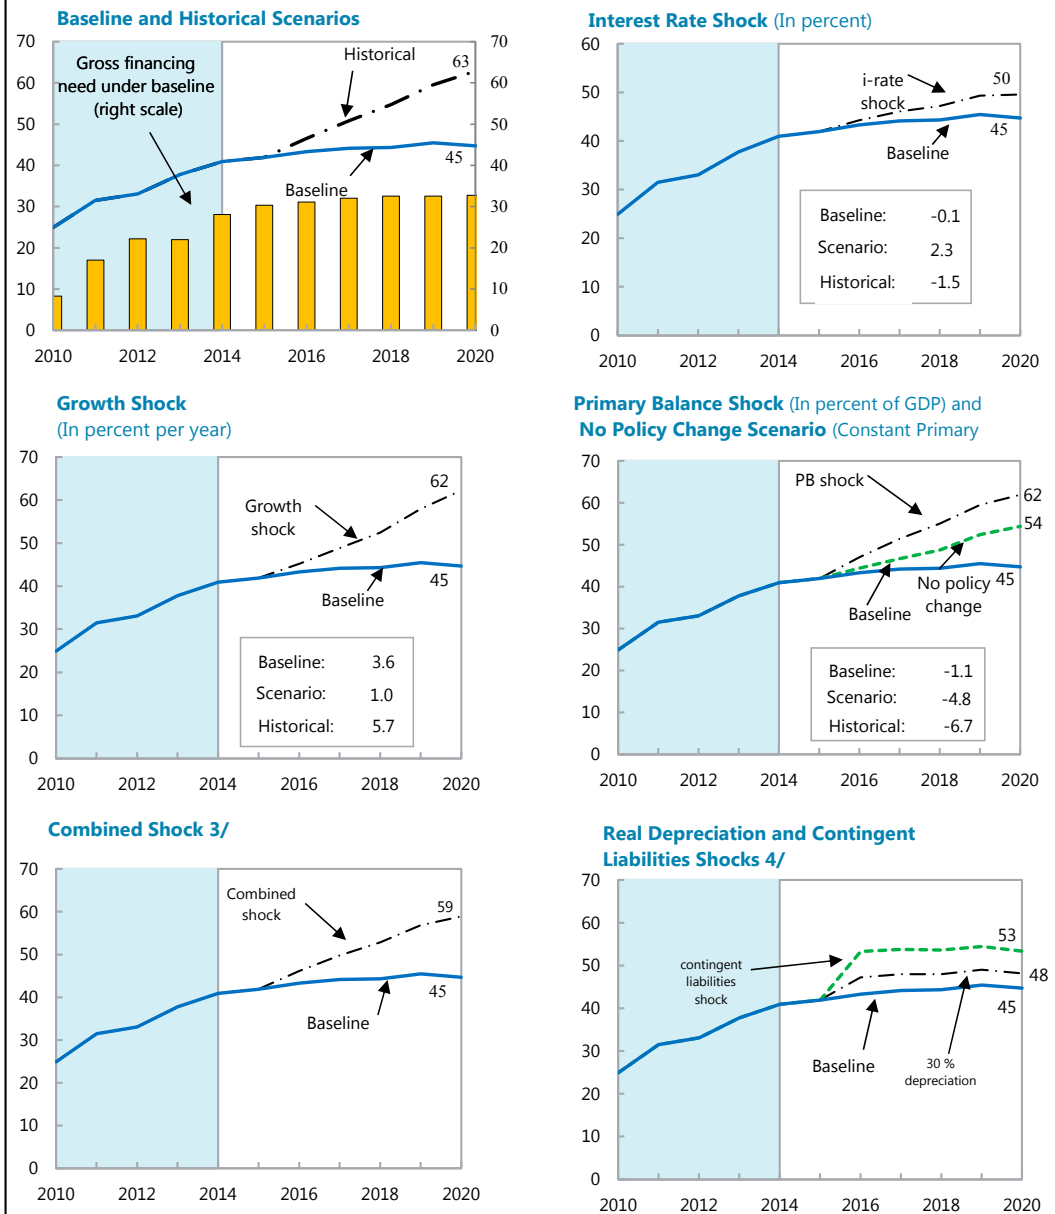 Baseline and Historical Scenarios
70
60
50
40
30
20
10
0
70
60
50
40
30
20
10
0
Gross financing
need under baseline
(right scale)
Historical
63
45
Baseline
2010 2012 2014 2016 2018 2020
Interest Rate Shock (In percent)
60
50
40
30
20
10
0
i-rate
shock
50
45
Baseline
Baseline: -0.1
Scenario: 2.3
Historical: -1.5
2010 2012 2014 2016 2018 2020
Growth Shock
(In percent per year)
70
60
50
40
30
20
10
0
Growth
shock
62
45
Baseline
Baseline: 3.6
Scenario: 1.0
Historical: 5.7
2010 2012 2014 2016 2018 2020
Primary Balance Shock (In percent of GDP) and
No Policy Change Scenario (Constant Primary
70
60
50
40
30
20
10
0
PB shock
62
54
45
No policy
change
Baseline
Baseline: -1.1
Scenario: -4.8
Historical: -6.7
2010 2012 2014 2016 2018 2020
Combined Shock 3/
70
60
50
40
30
20
10
0
Combined
shock
59
45
Baseline
2010 2012 2014 2016 2018 2020
Real Depreciation and Contingent
Liabilities Shocks 4/
70
60
50
40
30
20
10
0
contingent
liabilities
shock
53
48
45
Baseline
30 %
depreciation
2010 2012 2014 2016 2018 2020